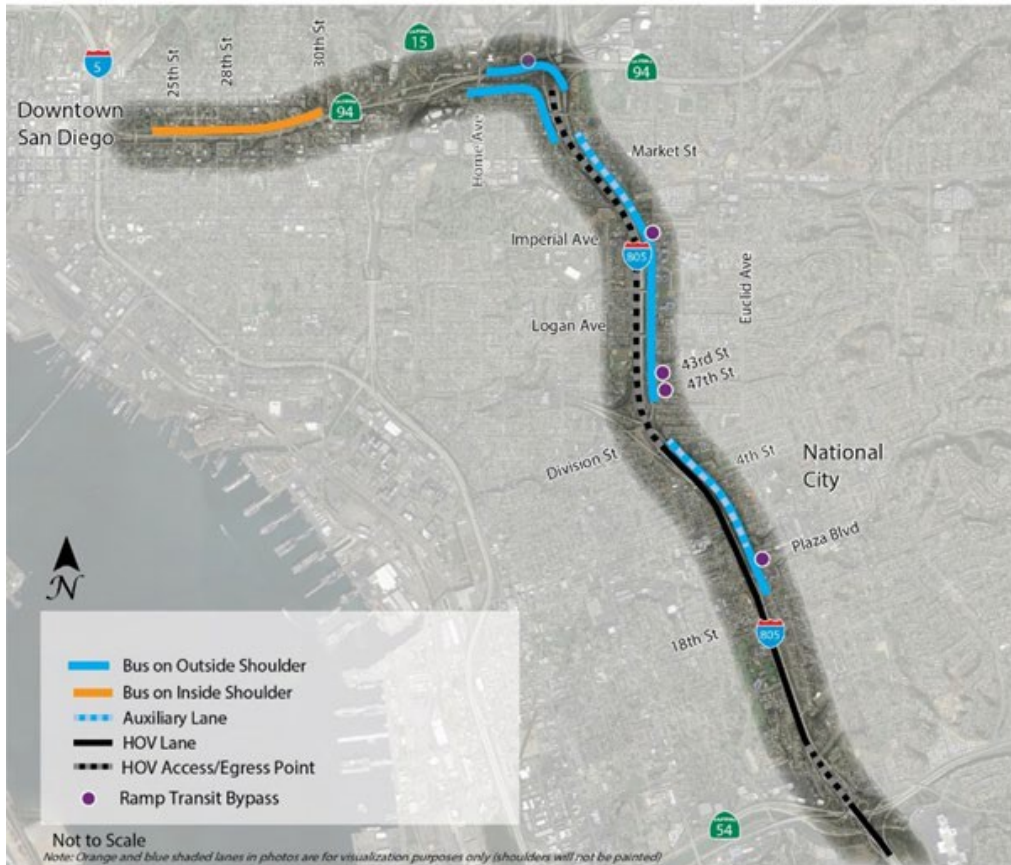 15
5
25th St
28th St
30th St
94
94
Downtown
San Diego
Home Ave
Market St
Imperial Ave
805
Euclid Ave
Logan Ave
43rd St
47th St
Division St
4th St
National
City
Plaza Blvd
N
18th St
805
Bus on Outside Shoulder
Bus on Inside Shoulder
Auxiliary Lane
HOV Lane
HOV Access/Egress Point
Ramp Transit Bypass
54
Not to Scale
Note: Orange and blue shaded lanes in photos are for visualization purposes only (shoulders will not be painted)